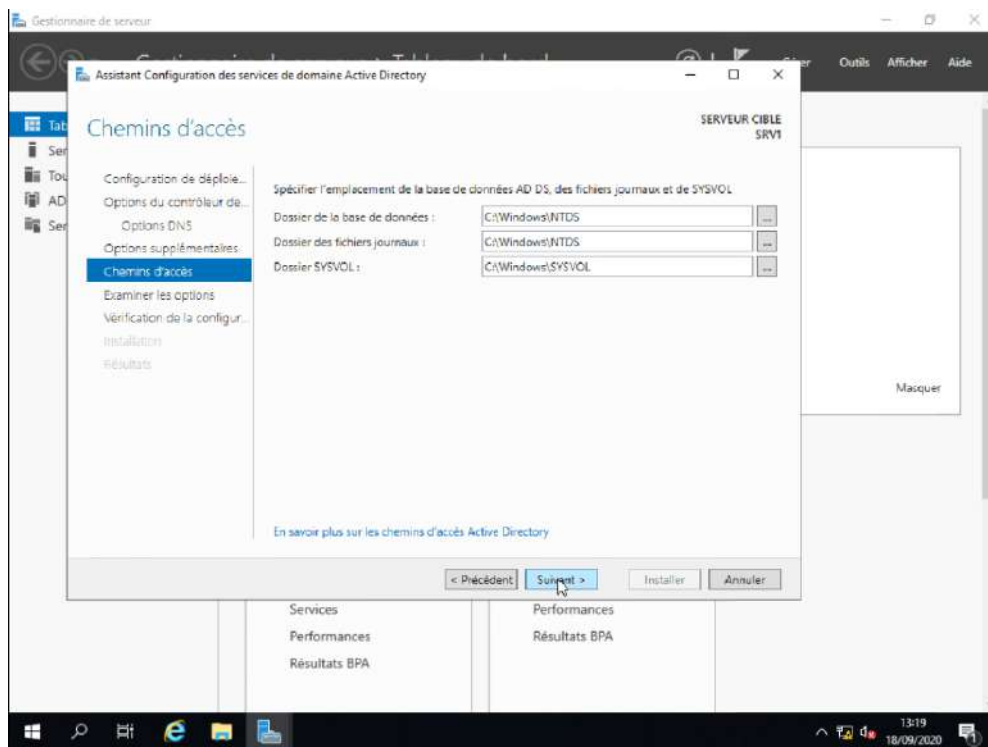 Gestionnaire de serveur
Outils Afficher Aide
Assistant Configuration des services de domaine Active Directory
Chemins d'accès
SERVEUR CIBLE
SRV1
Tab
Ser
Tou
AD
Ser
Configuration de déploie...
Options du contrôleur de...
Options DNS
Options supplémentaires
Chemins d'accès
Examiner les options
Vérification de la configur...
Installation
Résultats
Spécifier l'emplacement de la base de données AD DS, des fichiers journaux et de SYSVOL
Dossier de la base de données : C:\Windows\NTDS ...
Dossier des fichiers journaux : C:\Windows\NTDS ...
Dossier SYSVOL : C:\Windows\SYSVOL ...
En savoir plus sur les chemins d'accès Active Directory
Masquer
< Précédent Suivant > Installer Annuler
Services
Performances
Résultats BPA
Performances
Résultats BPA
13:19
18/09/2020